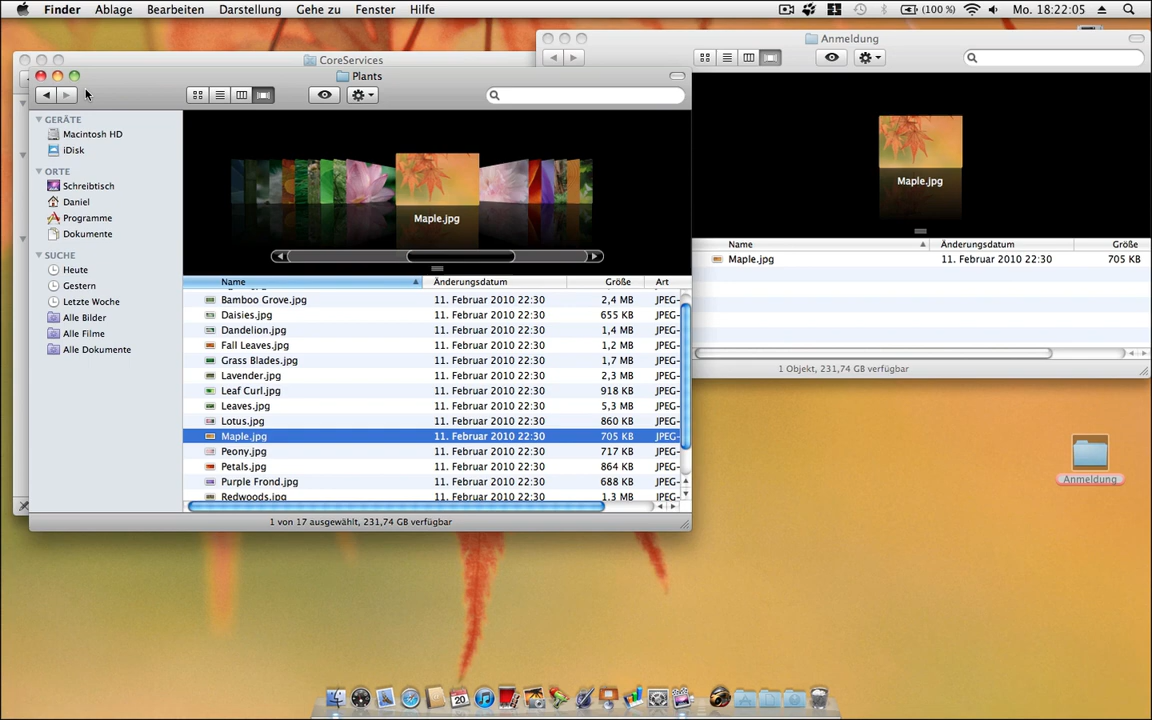 Finder Ablage Bearbeiten Darstellung Gehe zu Fenster Hilfe (100 %) Mo. 18:22:05
Anmeldung
CoreServices
Plants
GERÄTE
Macintosh HD
iDisk
ORTE
Schreibtisch
Daniel
Programme
Dokumente
SUCHE
Heute
Gestern
Letzte Woche
Alle Bilder
Alle Filme
Alle Dokumente
Maple.jpg
Name Änderungsdatum Größe Art
Bamboo Grove.jpg 11. Februar 2010 22:30 2,4 MB JPEG-
Daisies.jpg 11. Februar 2010 22:30 655 KB JPEG-
Dandelion.jpg 11. Februar 2010 22:30 1,4 MB JPEG-
Fall Leaves.jpg 11. Februar 2010 22:30 1,2 MB JPEG-
Grass Blades.jpg 11. Februar 2010 22:30 1,7 MB JPEG-
Lavender.jpg 11. Februar 2010 22:30 2,3 MB JPEG-
Leaf Curl.jpg 11. Februar 2010 22:30 918 KB JPEG-
Leaves.jpg 11. Februar 2010 22:30 5,3 MB JPEG-
Lotus.jpg 11. Februar 2010 22:30 860 KB JPEG-
Maple.jpg 11. Februar 2010 22:30 705 KB JPEG-
Peony.jpg 11. Februar 2010 22:30 717 KB JPEG-
Petals.jpg 11. Februar 2010 22:30 864 KB JPEG-
Purple Frond.jpg 11. Februar 2010 22:30 688 KB JPEG-
Redwoods.jpg 11. Februar 2010 22:30 1,3 MB JPEG-
1 von 17 ausgewählt, 231,74 GB verfügbar
Maple.jpg
Name Änderungsdatum Größe
Maple.jpg 11. Februar 2010 22:30 705 KB
1 Objekt, 231,74 GB verfügbar
Anmeldung
20